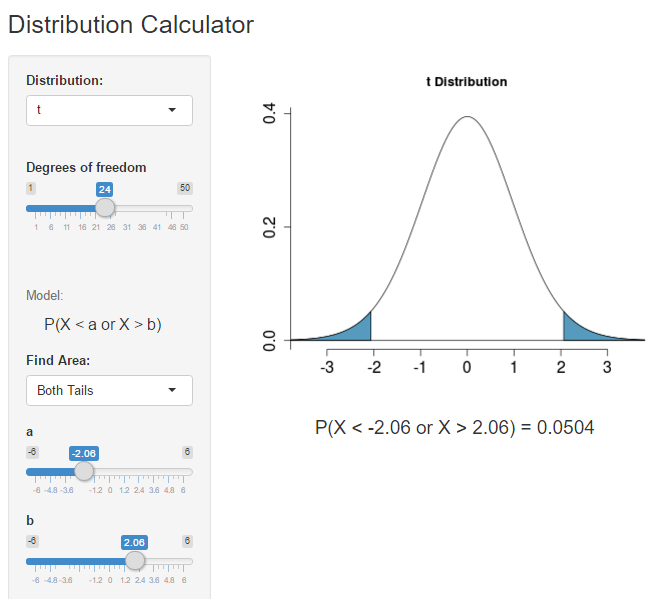 Distribution Calculator
Distribution:
t
Degrees of freedom
1 24 50
1 6 11 16 21 26 31 36 41 46 50
Model:
P(X < a or X > b)
Find Area:
Both Tails
a
-6 -2.06 6
-6 -4.8 -3.6 -1.2 0 1.2 2.4 3.6 4.8 6
b
-6 2.06 6
-6 -4.8 -3.6 -1.2 0 1.2 2.4 3.6 4.8 6
t Distribution
0.4
0.2
0.0
-3 -2 -1 0 1 2 3
P(X < -2.06 or X > 2.06) = 0.0504